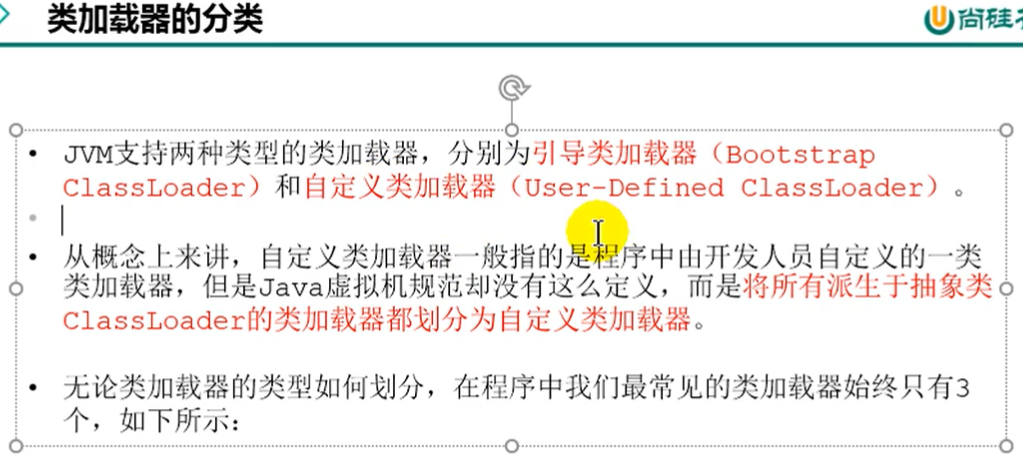 类加载器的分类
尚硅
• JVM支持两种类型的类加载器，分别为引导类加载器（Bootstrap
ClassLoader）和自定义类加载器（User-Defined ClassLoader）。
•
• 从概念上来讲，自定义类加载器一般指的是程序中由开发人员自定义的一类
类加载器，但是Java虚拟机规范却没有这么定义，而是将所有派生于抽象类
ClassLoader的类加载器都划分为自定义类加载器。
• 无论类加载器的类型如何划分，在程序中我们最常见的类加载器始终只有3
个，如下所示：